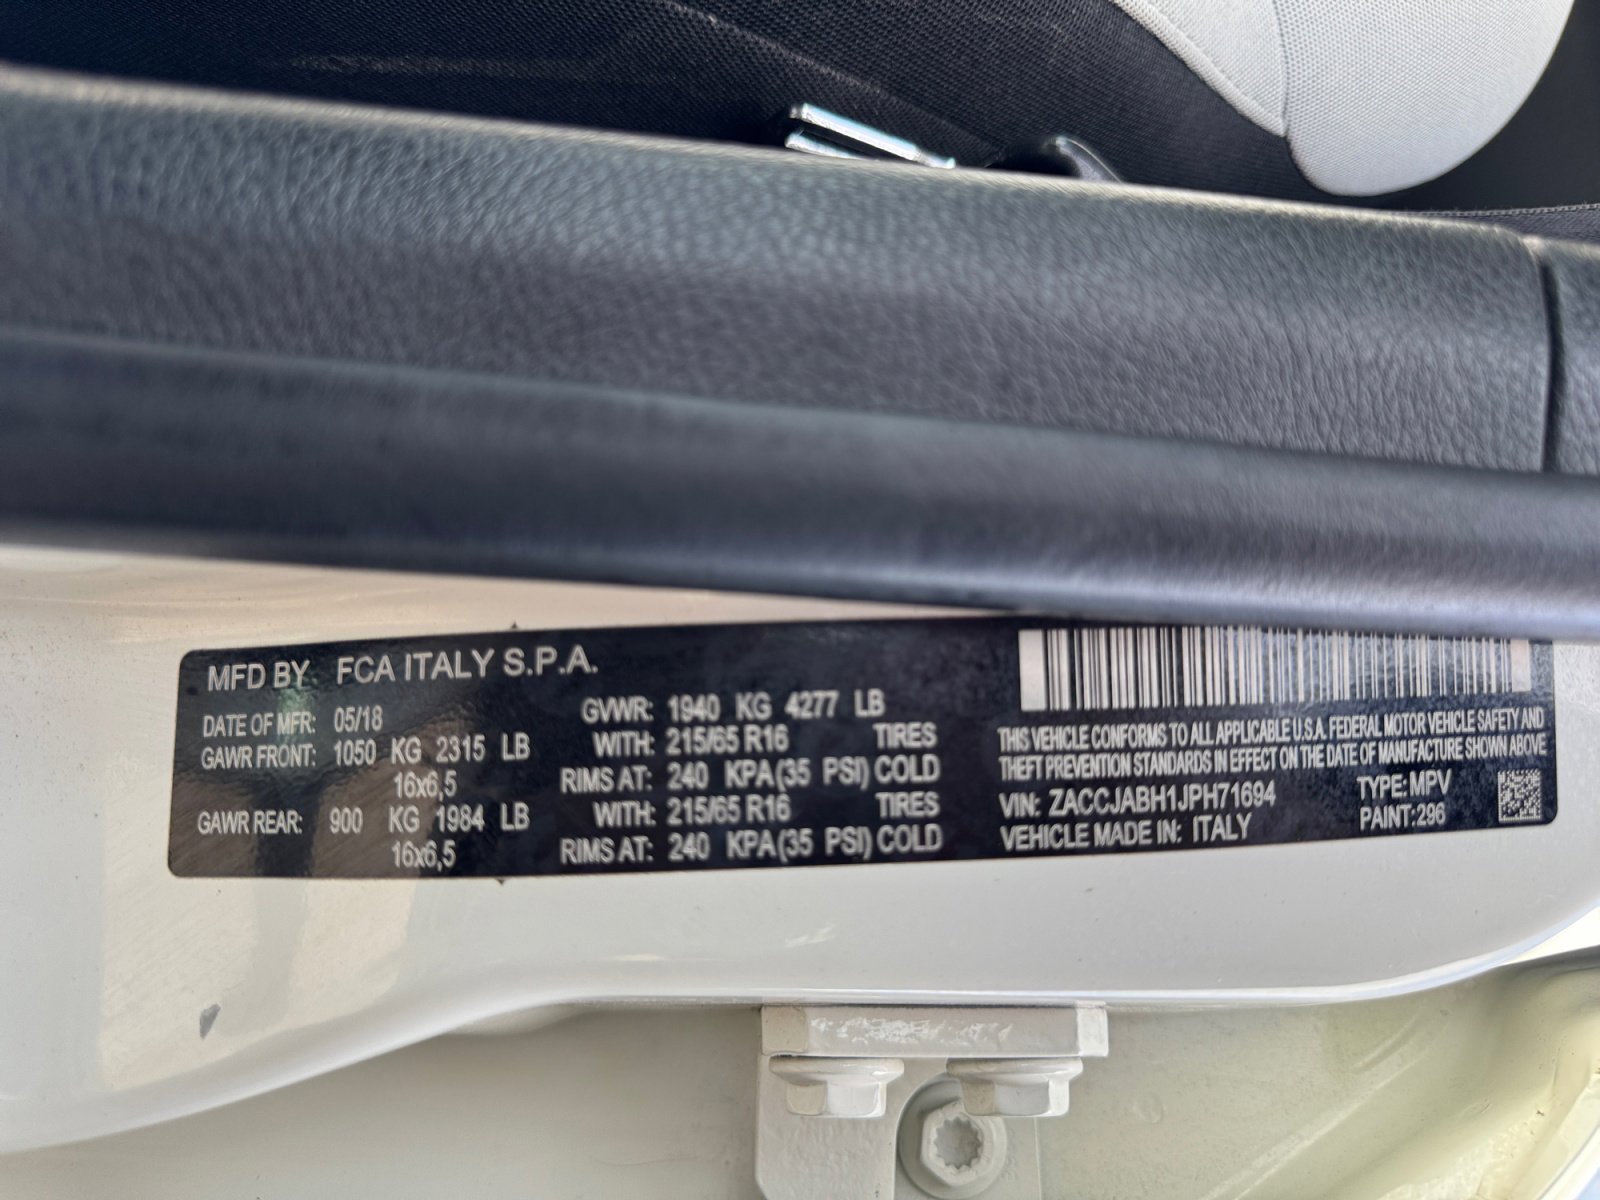 MFD BY FCA ITALY S.P.A.
DATE OF MFR: 05/18
GAWR FRONT: 1050 KG 2315 LB
16x6,5
GAWR REAR: 900 KG 1984 LB
16x6,5
GVWR: 1940 KG 4277 LB
WITH: 215/65 R16 TIRES
RIMS AT: 240 KPA(35 PSI) COLD
WITH: 215/65 R16 TIRES
RIMS AT: 240 KPA(35 PSI) COLD
THIS VEHICLE CONFORMS TO ALL APPLICABLE U.S.A. FEDERAL MOTOR VEHICLE SAFETY AND
THEFT PREVENTION STANDARDS IN EFFECT ON THE DATE OF MANUFACTURE SHOWN ABOVE
VIN: ZACCJABH1JPH71694 TYPE:MPV
VEHICLE MADE IN: ITALY PAINT:296